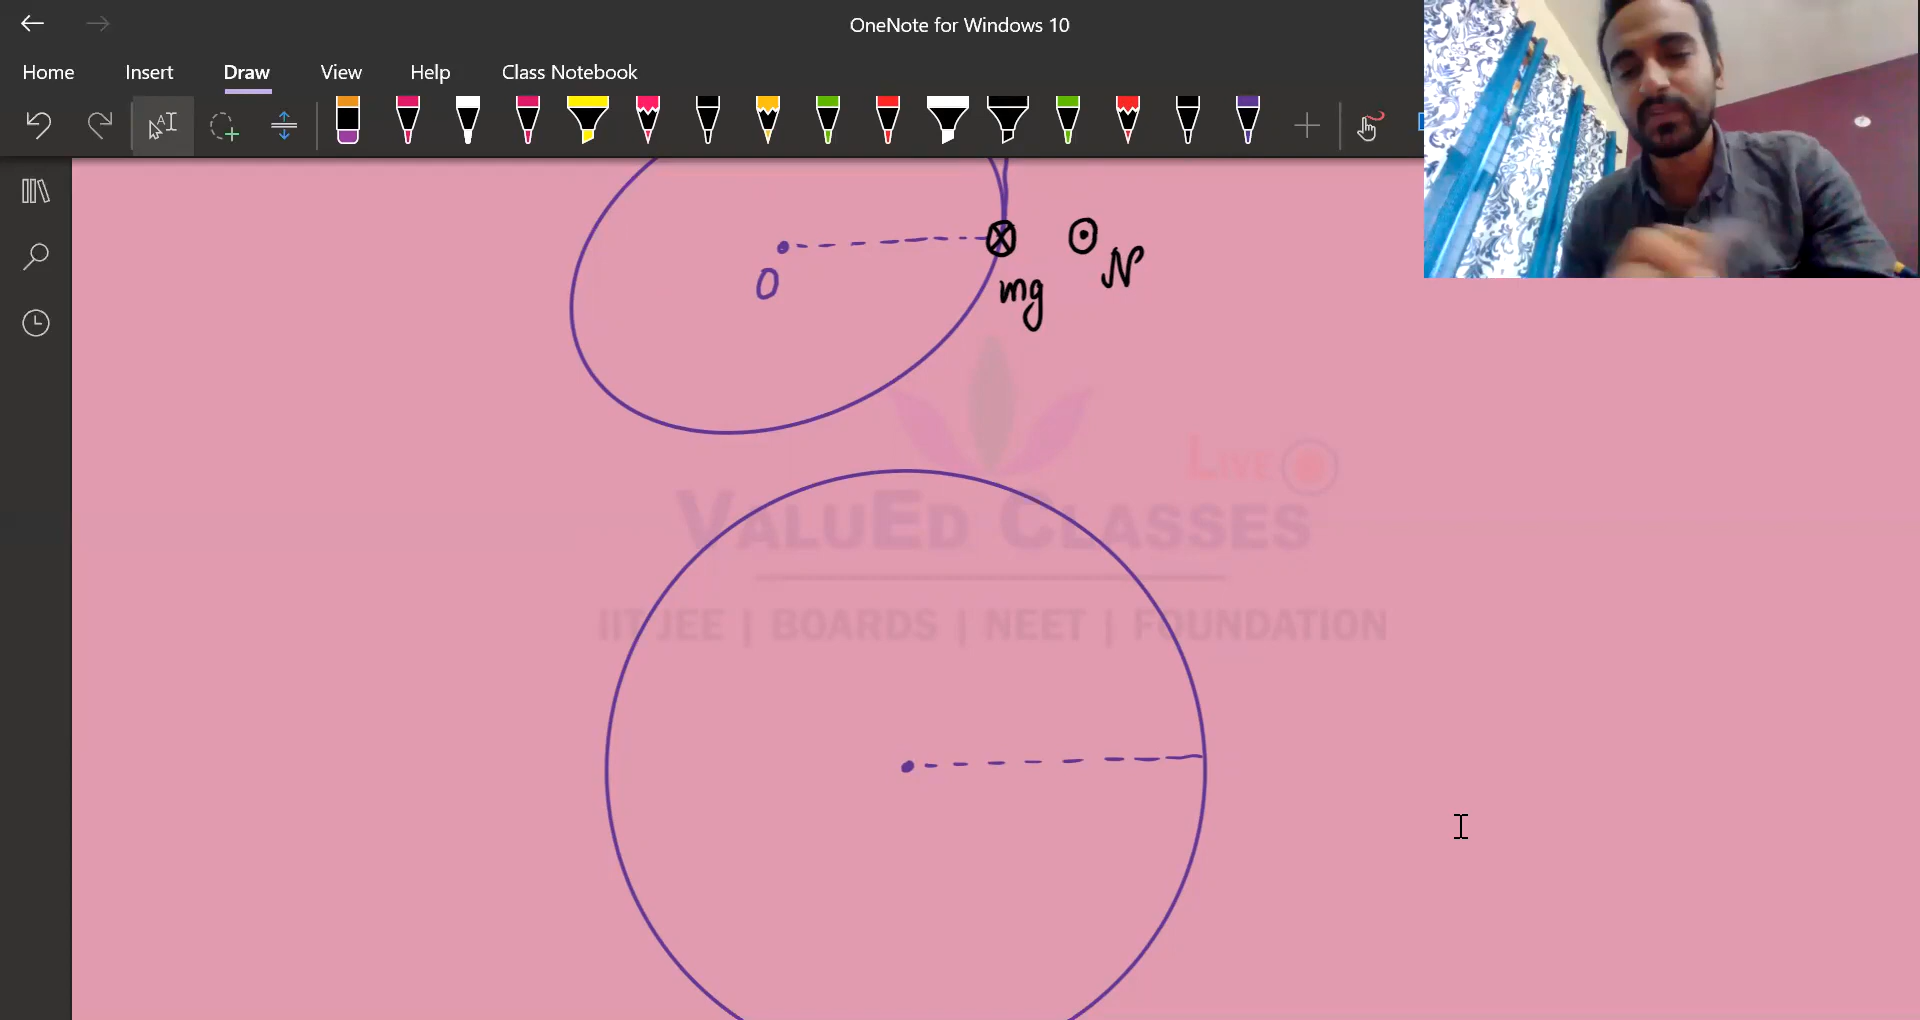 OneNote for Windows 10
Home Insert Draw View Help Class Notebook
O
mg
N
LIVE
VALUED CLASSES
IIT JEE | BOARDS | NEET | FOUNDATION